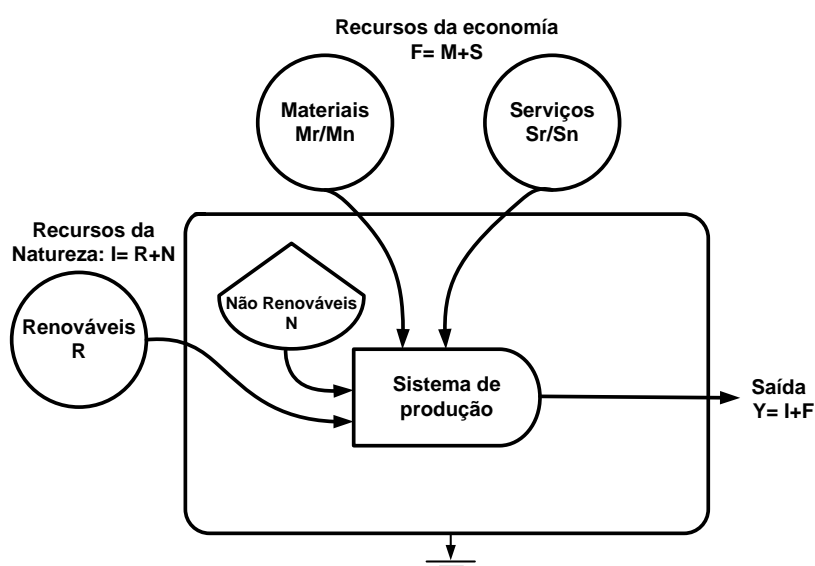 Recursos da economía
F= M+S
Materiais
Mr/Mn
Serviços
Sr/Sn
Recursos da
Natureza: I= R+N
Não Renováveis
N
Renováveis
R
Sistema de
produção
Saída
Y= I+F